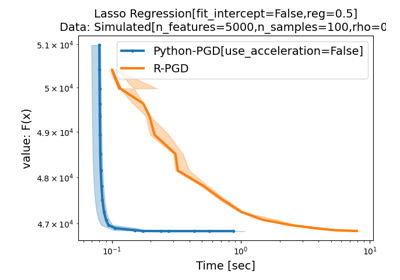 Lasso Regression[fit_intercept=False,reg=0.5]
Data: Simulated[n_features=5000,n_samples=100,rho=0
Python-PGD[use_acceleration=False]
R-PGD
value: F(x)
5.1 × 10⁴
5 × 10⁴
4.9 × 10⁴
4.8 × 10⁴
4.7 × 10⁴
10⁻¹
10⁰
10¹
Time [sec]